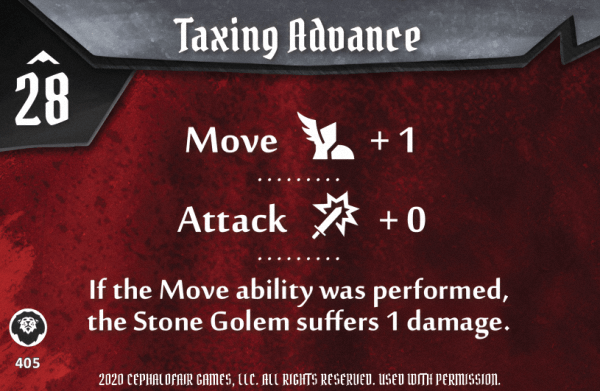 Taxing Advance
28
Move + 1
Attack + 0
If the Move ability was performed,
the Stone Golem suffers 1 damage.
405
2020 CEPHALOFAIR GAMES, LLC. ALL RIGHTS RESERVED. USED WITH PERMISSION.